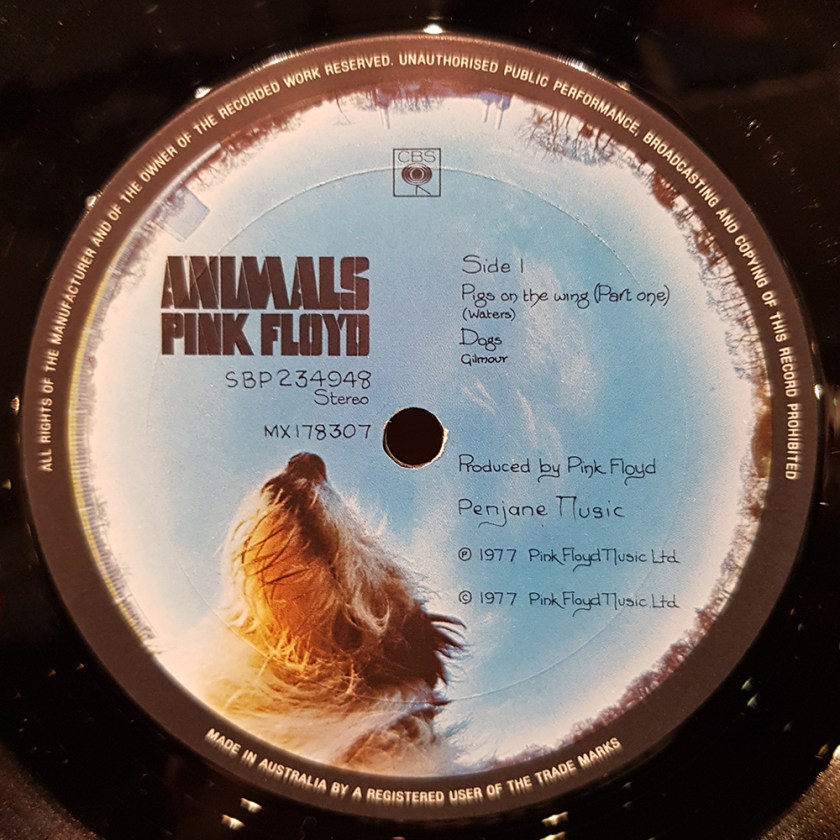 ALL RIGHTS OF THE MANUFACTURER AND OF THE OWNER OF THE RECORDED WORK RESERVED. UNAUTHORISED PUBLIC PERFORMANCE, BROADCASTING AND COPYING OF THIS RECORD PROHIBITED
CBS
ANIMALS
PINK FLOYD
SBP 234948
Stereo
MX178307
Side 1
Pigs on the wing (Part one)
(Waters)
Dogs
Gilmour
Produced by Pink Floyd
Penjane Music
℗ 1977 Pink Floyd Music Ltd.
© 1977 Pink Floyd Music Ltd.
MADE IN AUSTRALIA BY A REGISTERED USER OF THE TRADE MARKS